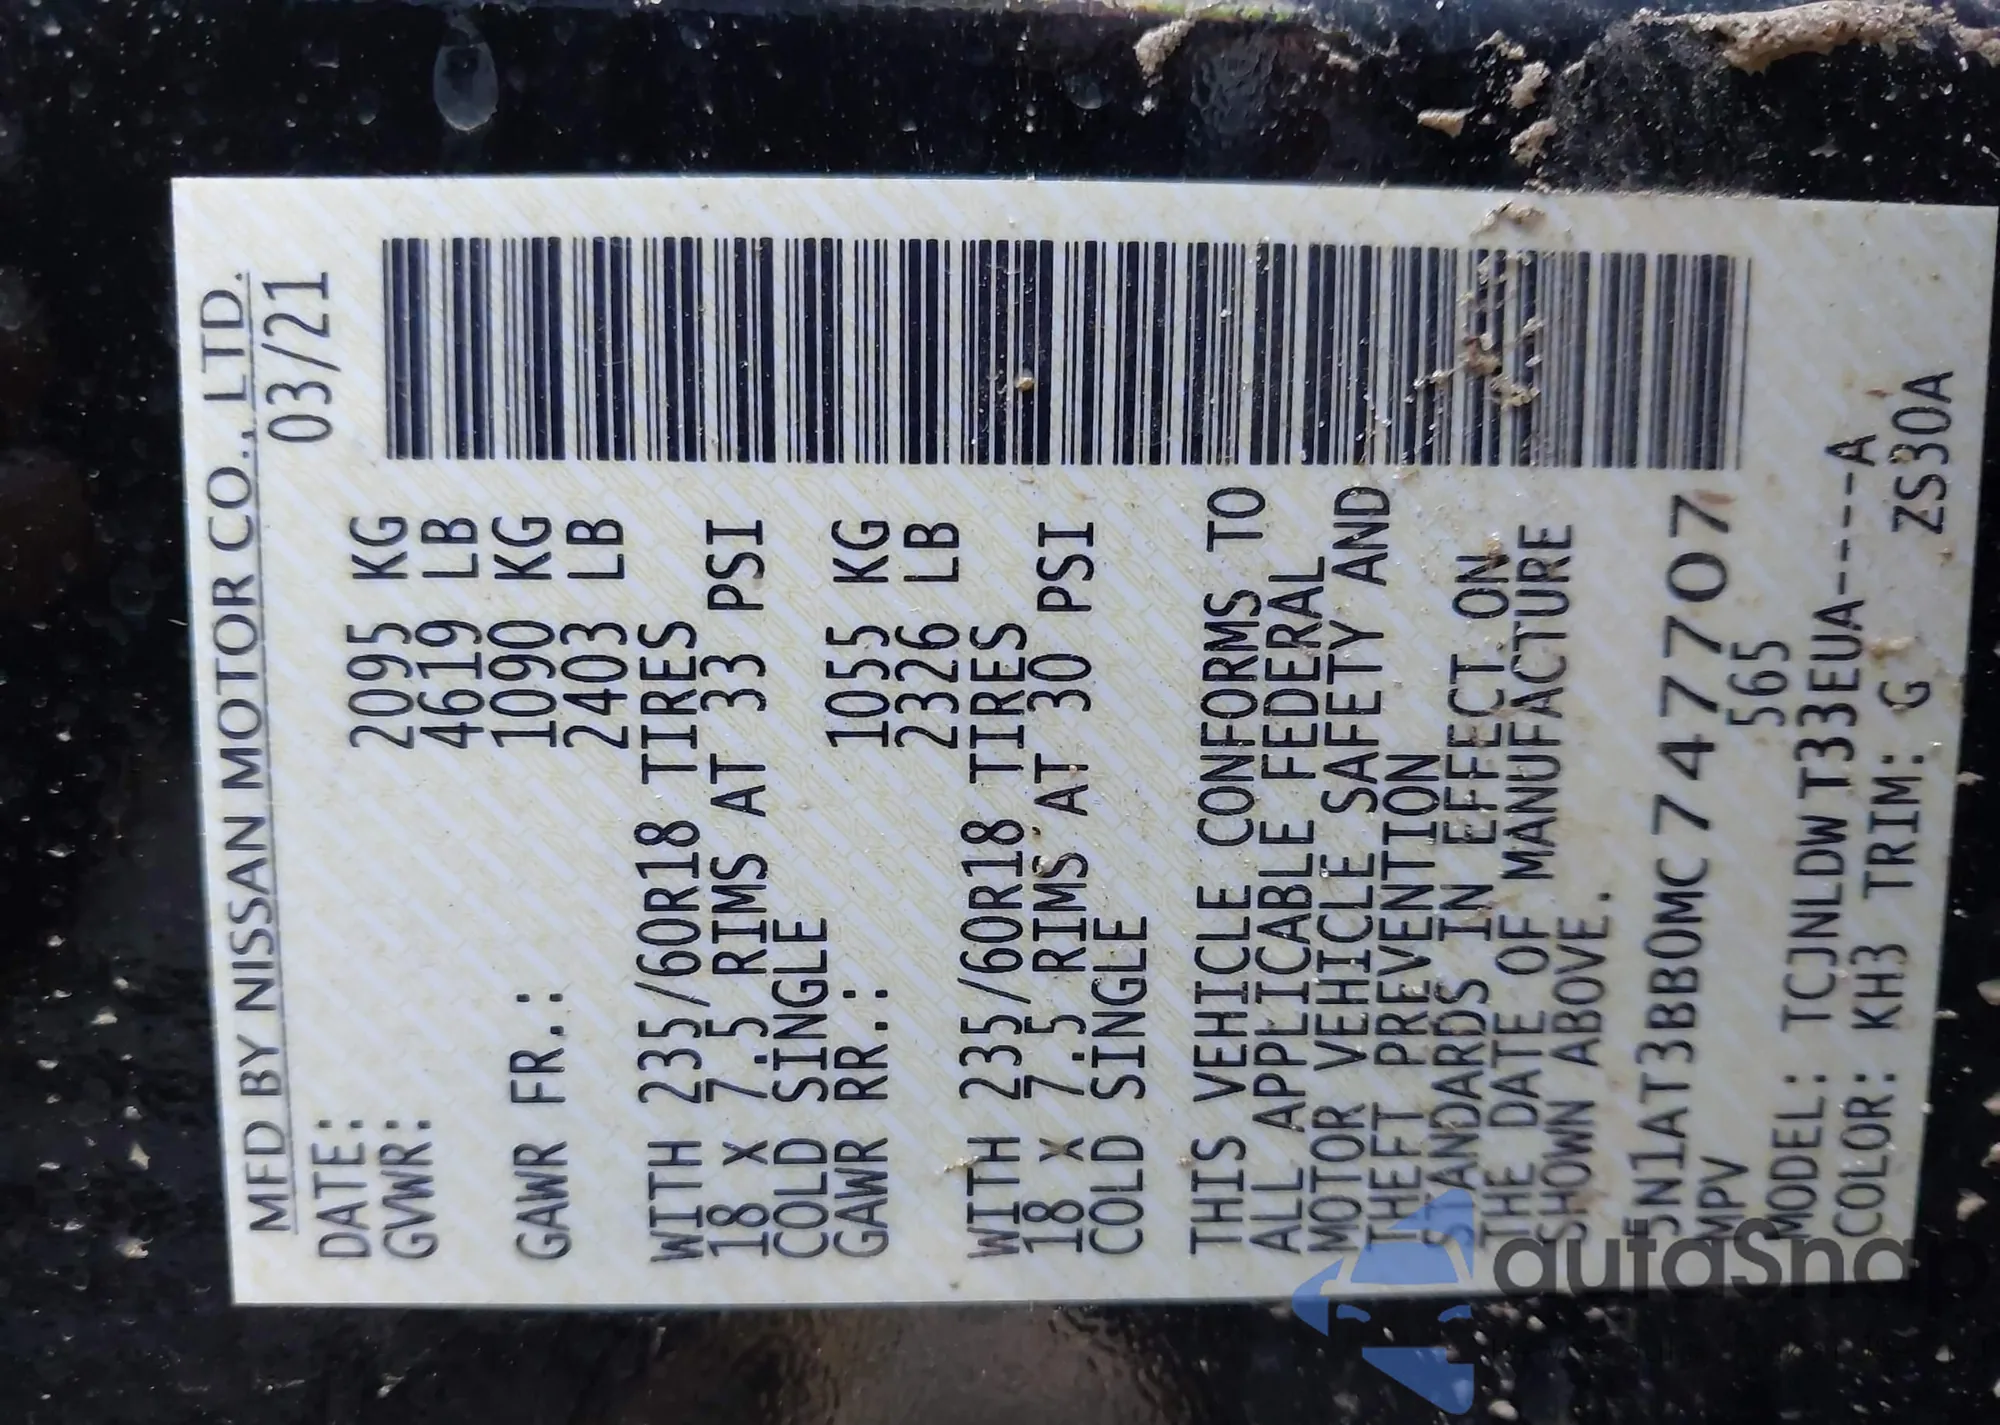 MFD BY NISSAN MOTOR CO., LTD.
DATE: 03/21
GVWR: 2095 KG
4619 LB
GAWR FR.: 1090 KG
2403 LB
WITH 235/60R18 TIRES
18 x 7.5 RIMS AT 33 PSI
COLD SINGLE
GAWR RR.: 1055 KG
2326 LB
WITH 235/60R18 TIRES
18 x 7.5 RIMS AT 30 PSI
COLD SINGLE
THIS VEHICLE CONFORMS TO
ALL APPLICABLE FEDERAL
MOTOR VEHICLE SAFETY AND
THEFT PREVENTION
STANDARDS IN EFFECT ON
THE DATE OF MANUFACTURE
SHOWN ABOVE.
5N1AT3BB0MC747707
MPV 565
MODEL: TCJNLDWT33EUA-----A
COLOR: KH3 TRIM: G ZS30A
autoSnap